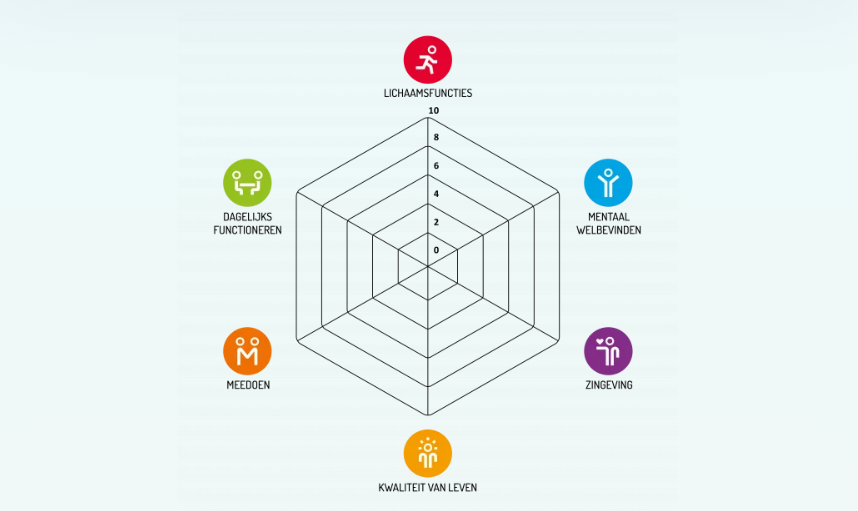 LICHAAMSFUNCTIES
10
8
6
4
2
0
DAGELIJKS
FUNCTIONEREN
MENTAAL
WELBEVINDEN
MEEDOEN
ZINGEVING
KWALITEIT VAN LEVEN